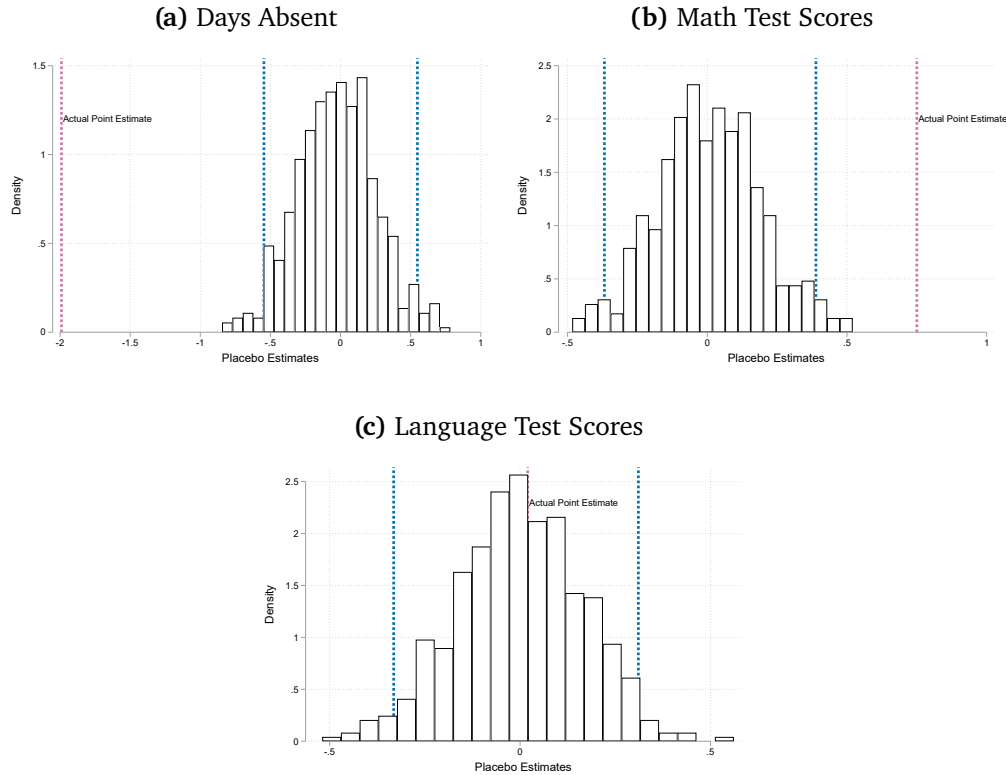 (a) Days Absent
1.5
1
.5
0
Density
Actual Point Estimate
-2
-1.5
-1
-.5
0
.5
1
Placebo Estimates
(b) Math Test Scores
2.5
2
1.5
1
.5
0
Density
Actual Point Estimate
-.5
0
.5
1
Placebo Estimates
(c) Language Test Scores
2.5
2
1.5
1
.5
0
Density
Actual Point Estimate
-.5
0
.5
Placebo Estimates